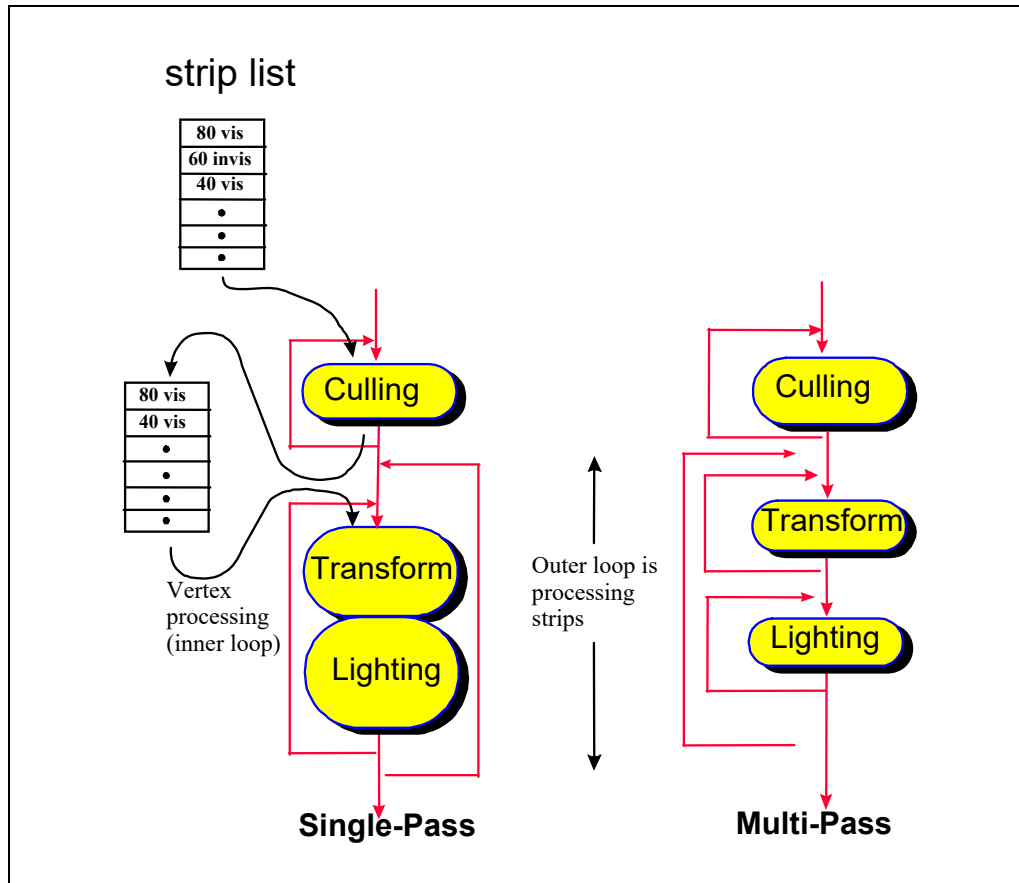 strip list
80 vis
60 invis
40 vis
•
•
•
80 vis
40 vis
•
•
•
•
Culling
Transform
Lighting
Vertex
processing
(inner loop)
Single-Pass
Outer loop is
processing
strips
Culling
Transform
Lighting
Multi-Pass